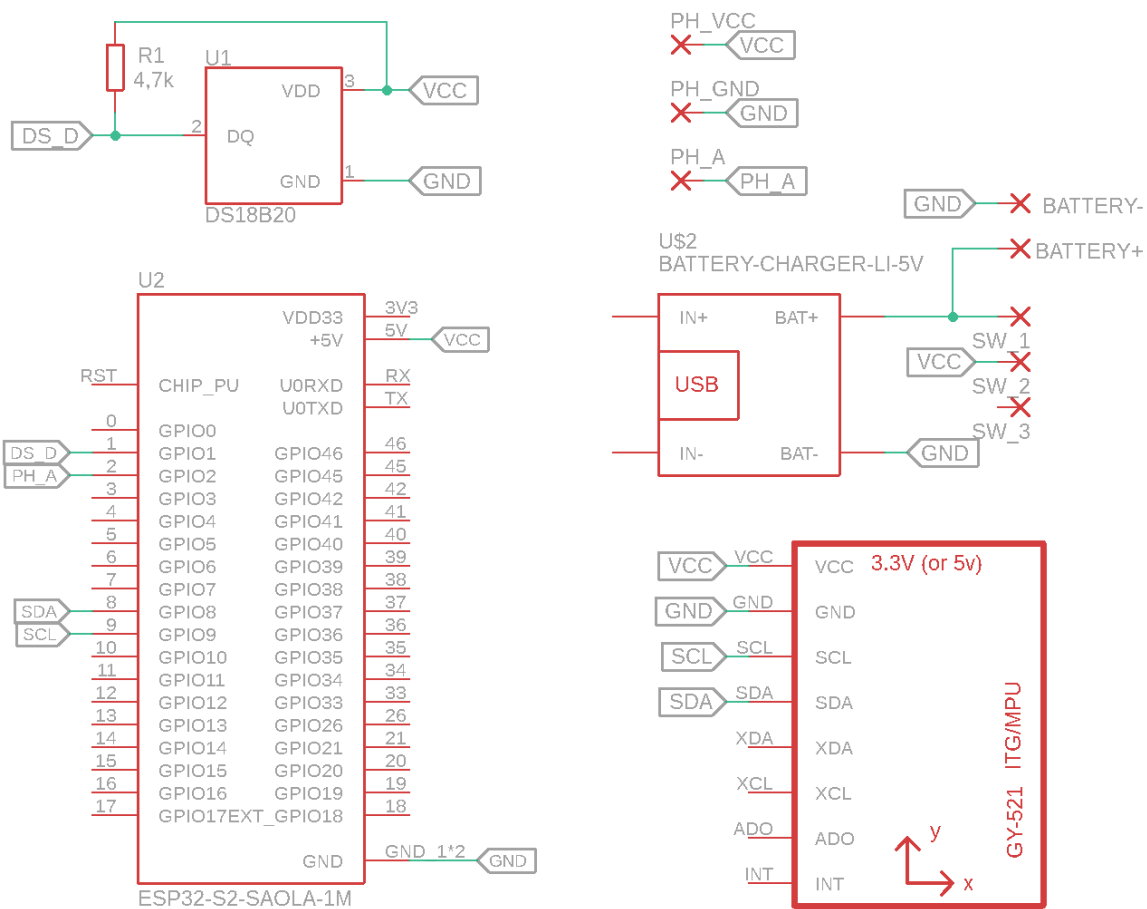 R1
4,7k
U1
VDD
3
VCC
DS_D
2
DQ
GND
1
GND
DS18B20
PH_VCC
VCC
PH_GND
GND
PH_A
PH_A
GND
BATTERY-
BATTERY+
U$2
BATTERY-CHARGER-LI-5V
IN+
BAT+
USB
IN-
BAT-
SW_1
VCC
SW_2
SW_3
GND
U2
VDD33
3V3
+5V
5V
VCC
RST
CHIP_PU
U0RXD
RX
U0TXD
TX
0
GPIO0
DS_D
1
GPIO1
GPIO46
46
PH_A
2
GPIO2
GPIO45
45
3
GPIO3
GPIO42
42
4
GPIO4
GPIO41
41
5
GPIO5
GPIO40
40
6
GPIO6
GPIO39
39
7
GPIO7
GPIO38
38
SDA
8
GPIO8
GPIO37
37
SCL
9
GPIO9
GPIO36
36
10
GPIO10
GPIO35
35
11
GPIO11
GPIO34
34
12
GPIO12
GPIO33
33
13
GPIO13
GPIO26
26
14
GPIO14
GPIO21
21
15
GPIO15
GPIO20
20
16
GPIO16
GPIO19
19
17
GPIO17EXT_GPIO18
18
GND
GND_1*2
GND
ESP32-S2-SAOLA-1M
VCC
VCC
VCC
3.3V (or 5v)
GND
GND
GND
SCL
SCL
SCL
SDA
SDA
SDA
XDA
XDA
XCL
XCL
ADO
ADO
INT
INT
GY-521 ITG/MPU
y
x